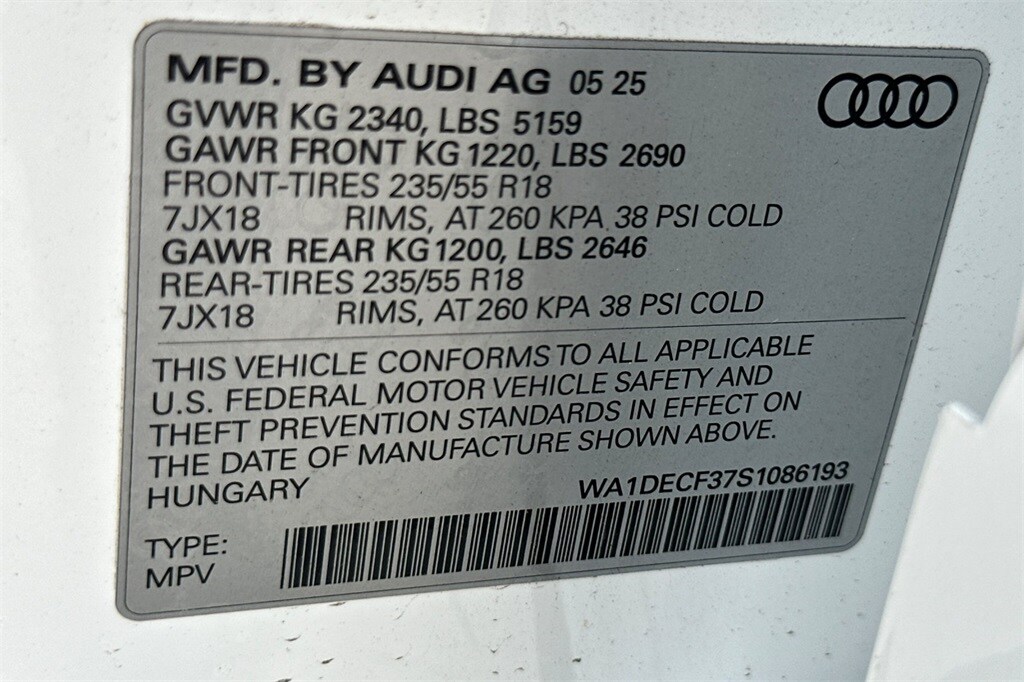 MFD. BY AUDI AG 05 25
GVWR KG 2340, LBS 5159
GAWR FRONT KG 1220, LBS 2690
FRONT-TIRES 235/55 R18
7JX18 RIMS, AT 260 KPA 38 PSI COLD
GAWR REAR KG 1200, LBS 2646
REAR-TIRES 235/55 R18
7JX18 RIMS, AT 260 KPA 38 PSI COLD
THIS VEHICLE CONFORMS TO ALL APPLICABLE
U.S. FEDERAL MOTOR VEHICLE SAFETY AND
THEFT PREVENTION STANDARDS IN EFFECT ON
THE DATE OF MANUFACTURE SHOWN ABOVE.
HUNGARY WA1DECF37S1086193
TYPE:
MPV